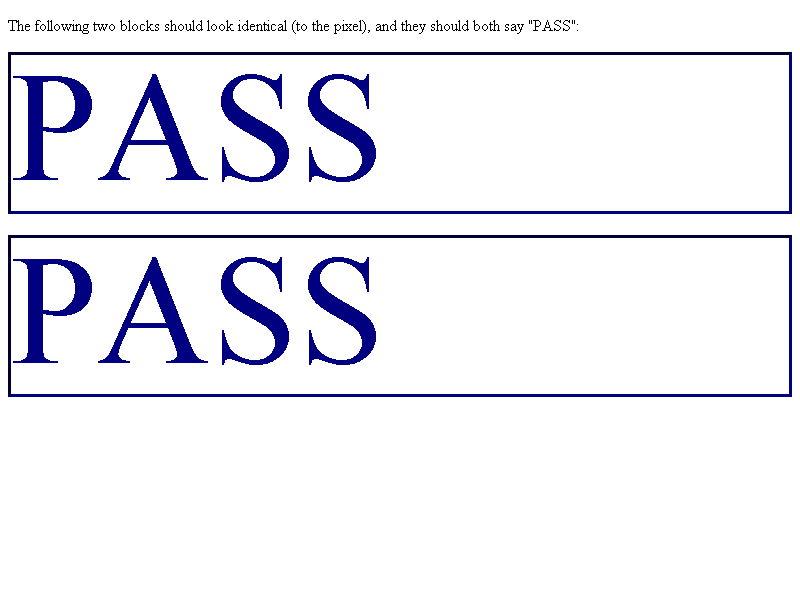 The following two blocks should look identical (to the pixel), and they should both say "PASS":
PASS
PASS